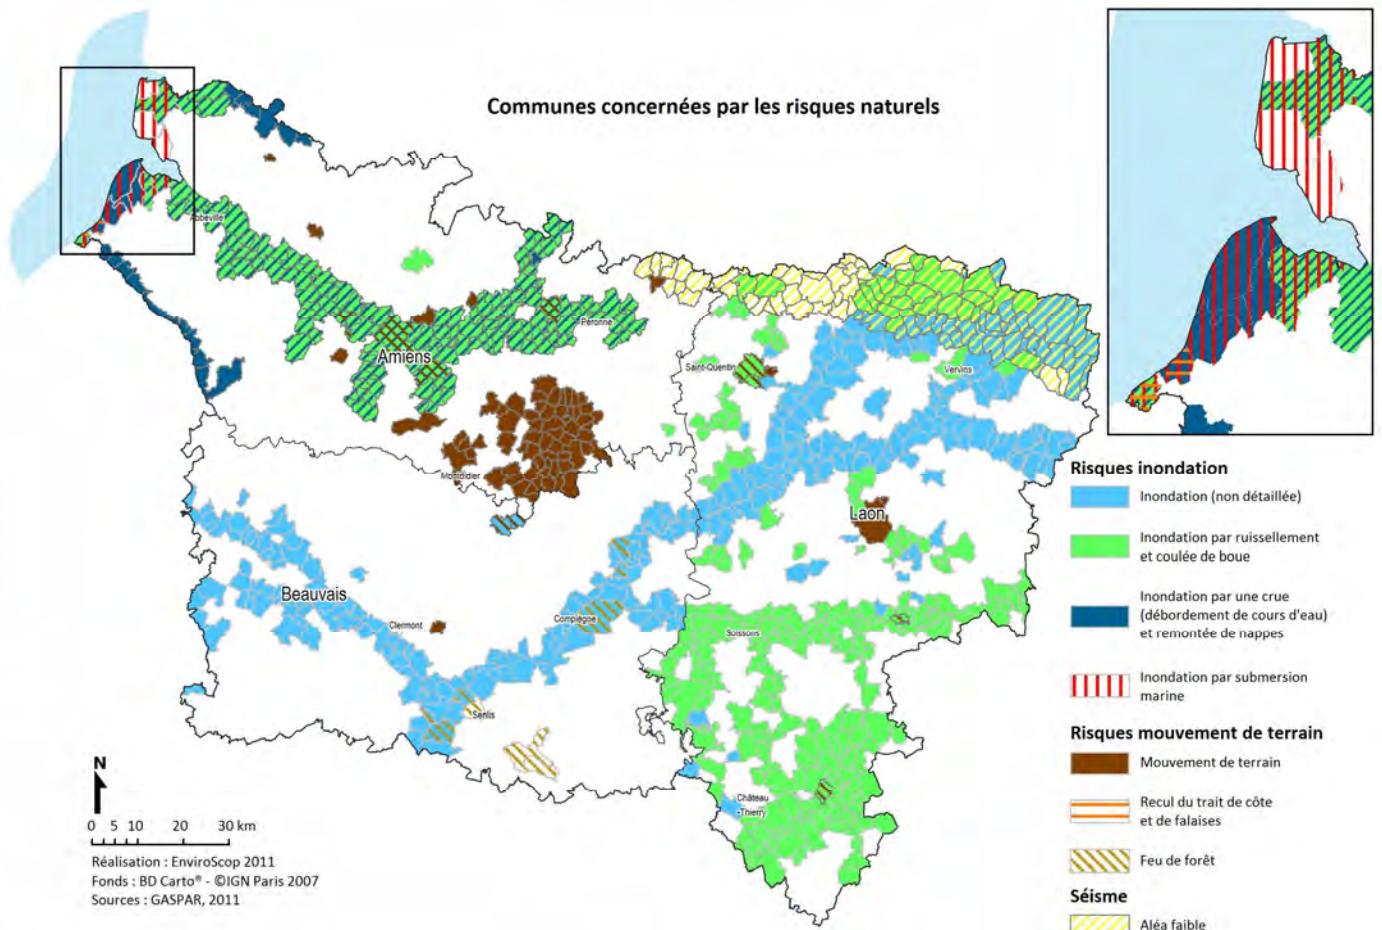 Communes concernées par les risques naturels
Abbeville
Péronne
Amiens
Saint-Quentin
Vervins
Montdidier
Laon
Beauvais
Clermont
Compiègne
Soissons
Senlis
Château
-Thierry
N
0 5 10 20 30 km
Réalisation : EnviroScop 2011
Fonds : BD Carto® - ©IGN Paris 2007
Sources : GASPAR, 2011
Risques inondation
Inondation (non détaillée)
Inondation par ruissellement
et coulée de boue
Inondation par une crue
(débordement de cours d'eau)
et remontée de nappes
Inondation par submersion
marine
Risques mouvement de terrain
Mouvement de terrain
Recul du trait de côte
et de falaises
Feu de forêt
Séisme
Aléa faible